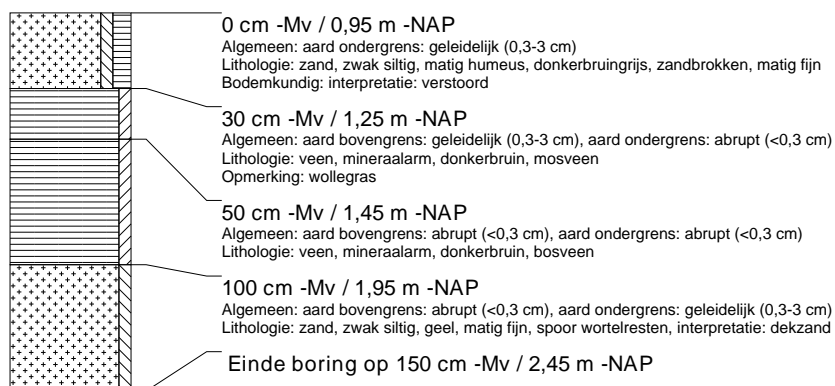 0 cm -Mv / 0,95 m -NAP
Algemeen: aard ondergrens: geleidelijk (0,3-3 cm)
Lithologie: zand, zwak siltig, matig humeus, donkerbruingrijs, zandbrokken, matig fijn
Bodemkundig: interpretatie: verstoord
30 cm -Mv / 1,25 m -NAP
Algemeen: aard bovengrens: geleidelijk (0,3-3 cm), aard ondergrens: abrupt (<0,3 cm)
Lithologie: veen, mineraalarm, donkerbruin, mosveen
Opmerking: wollegras
50 cm -Mv / 1,45 m -NAP
Algemeen: aard bovengrens: abrupt (<0,3 cm), aard ondergrens: abrupt (<0,3 cm)
Lithologie: veen, mineraalarm, donkerbruin, bosveen
100 cm -Mv / 1,95 m -NAP
Algemeen: aard bovengrens: abrupt (<0,3 cm), aard ondergrens: geleidelijk (0,3-3 cm)
Lithologie: zand, zwak siltig, geel, matig fijn, spoor wortelresten, interpretatie: dekzand
Einde boring op 150 cm -Mv / 2,45 m -NAP